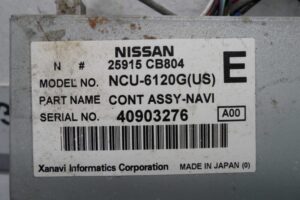 NISSAN
N # 25915 CB804
MODEL NO. NCU-6120G(US) E
PART NAME CONT ASSY-NAVI
SERIAL NO. 40903276 A00
Xanavi Informatics Corporation MADE IN JAPAN (0)